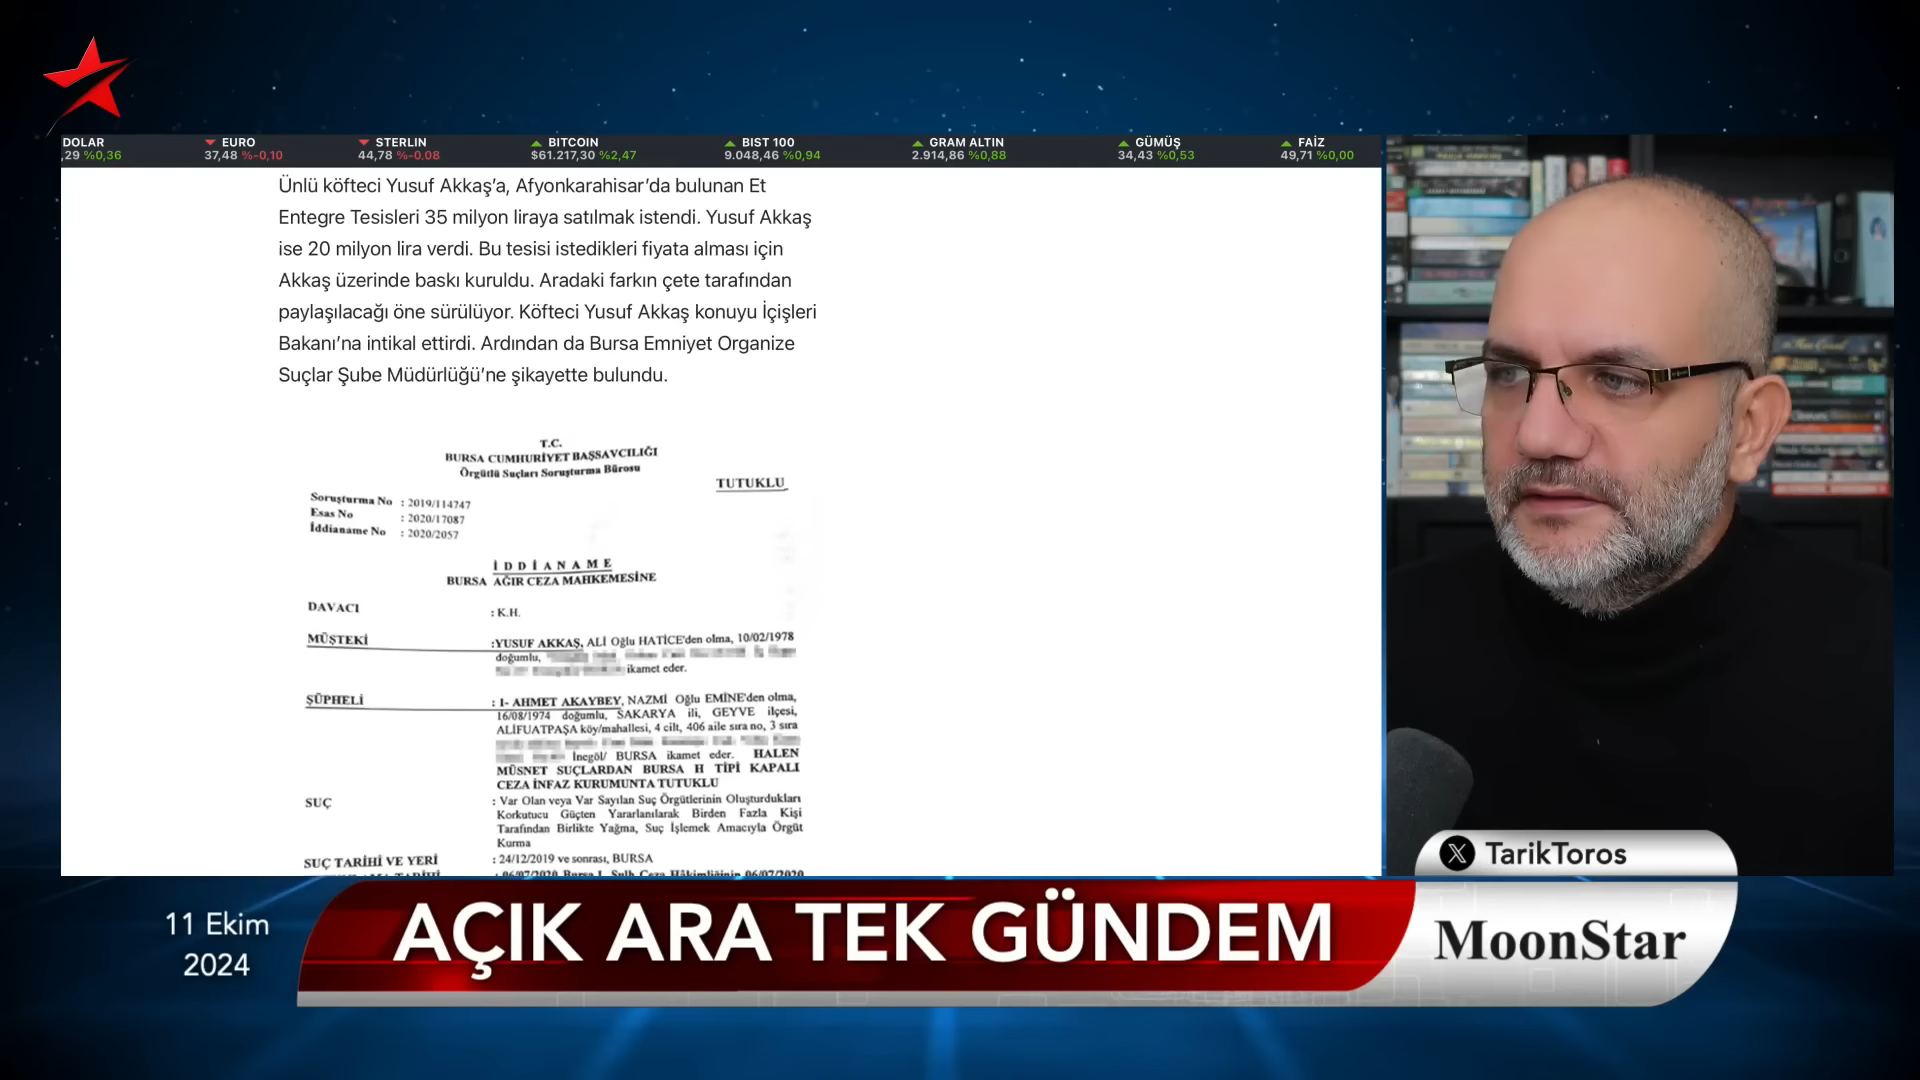 DOLAR
,29 %0,36
EURO
37,48 %-0,10
STERLIN
44,78 %-0,08
BITCOIN
$61.217,30 %2,47
BIST 100
9.048,46 %0,94
GRAM ALTIN
2.914,86 %0,88
GÜMÜŞ
34,43 %0,53
FAİZ
49,71 %0,00
Ünlü köfteci Yusuf Akkaş’a, Afyonkarahisar’da bulunan Et
Entegre Tesisleri 35 milyon liraya satılmak istendi. Yusuf Akkaş
ise 20 milyon lira verdi. Bu tesisi istedikleri fiyata alması için
Akkaş üzerinde baskı kuruldu. Aradaki farkın çete tarafından
paylaşılacağı öne sürülüyor. Köfteci Yusuf Akkaş konuyu İçişleri
Bakanı’na intikal ettirdi. Ardından da Bursa Emniyet Organize
Suçlar Şube Müdürlüğü’ne şikayette bulundu.
T.C.
BURSA CUMHURİYET BAŞSAVCILIĞI
Örgütlü Suçları Soruşturma Bürosu
TUTUKLU
Soruşturma No : 2019/114747
Esas No : 2020/17087
İddianame No : 2020/2057
İ D D İ A N A M E
BURSA AĞIR CEZA MAHKEMESİNE
DAVACI : K.H.
MÜŞTEKİ :YUSUF AKKAŞ, ALİ Oğlu HATİCE'den olma, 10/02/1978
doğumlu,
ikamet eder.
ŞÜPHELİ : 1- AHMET AKAYBEY, NAZMİ Oğlu EMİNE'den olma,
16/08/1974 doğumlu, SAKARYA ili, GEYVE ilçesi,
ALİFUATPAŞA köy/mahallesi, 4 cilt, 406 aile sıra no, 3 sıra
İnegöl/ BURSA ikamet eder. HALEN
MÜSNET SUÇLARDAN BURSA H TİPİ KAPALI
CEZA İNFAZ KURUMUNTA TUTUKLU
SUÇ : Var Olan veya Var Sayılan Suç Örgütlerinin Oluşturdukları
Korkutucu Güçten Yararlanılarak Birden Fazla Kişi
Tarafından Birlikte Yağma, Suç İşlemek Amacıyla Örgüt
Kurma
SUÇ TARİHİ VE YERİ : 24/12/2019 ve sonrası, BURSA
: 06/07/2020 Bursa 1. Sulh Ceza Hâkimliğinin 06/07/2020
X TarikToros
11 Ekim
2024
AÇIK ARA TEK GÜNDEM
MoonStar